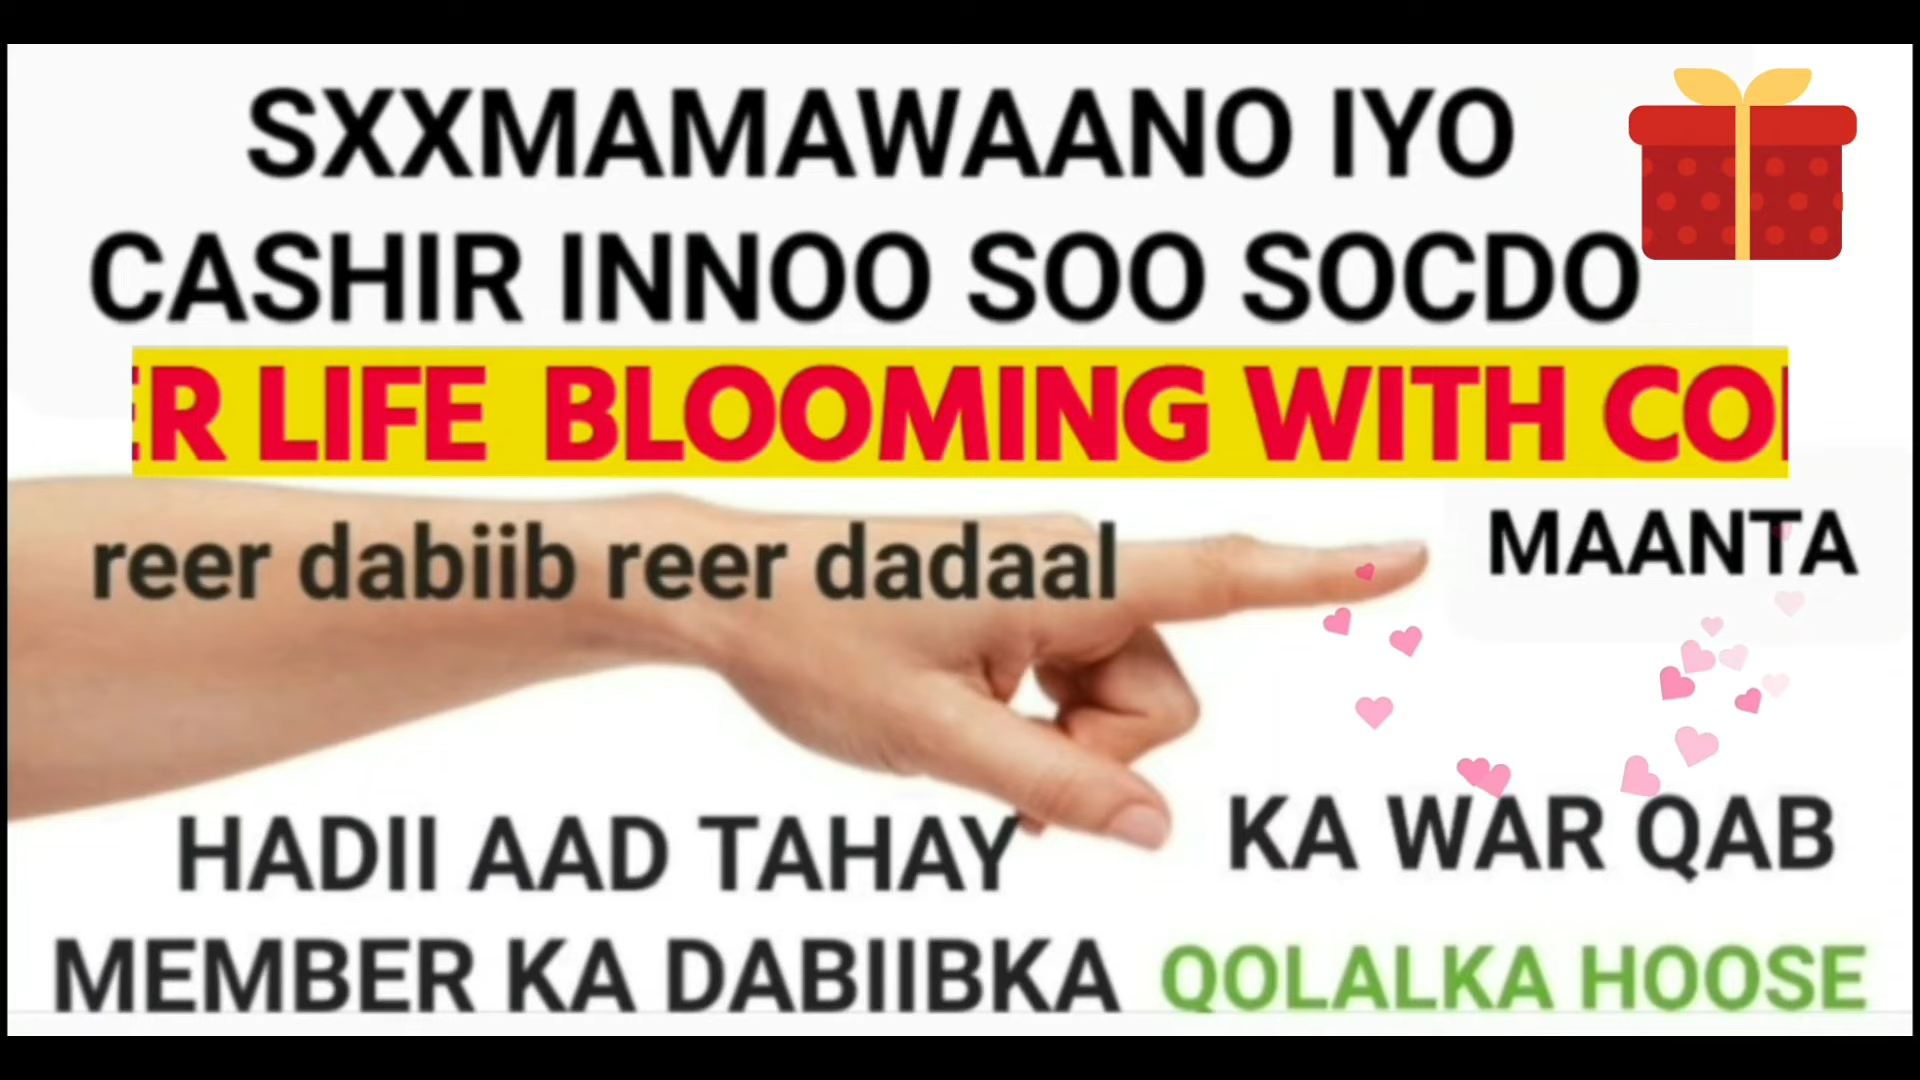 SXXMAMAWAANO IYO
CASHIR INNOO SOO SOCDO
ER LIFE BLOOMING WITH CO
reer dabiib reer dadaal
MAANTA
HADII AAD TAHAY
MEMBER KA DABIIBKA
KA WAR QAB
QOLALKA HOOSE